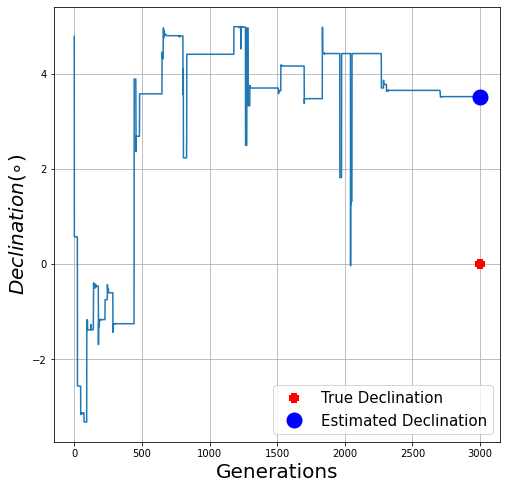 Declination(∘)
4
2
0
−2
0
500
1000
1500
2000
2500
3000
Generations
True Declination
Estimated Declination